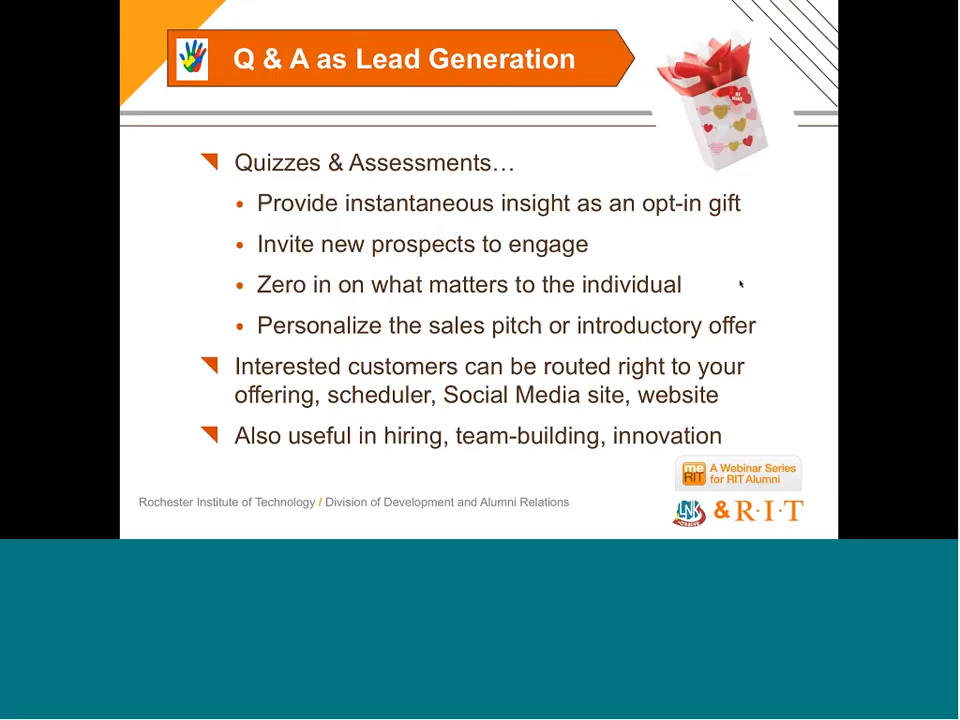 Q & A as Lead Generation
Quizzes & Assessments…
Provide instantaneous insight as an opt-in gift
Invite new prospects to engage
Zero in on what matters to the individual
Personalize the sales pitch or introductory offer
Interested customers can be routed right to your
offering, scheduler, Social Media site, website
Also useful in hiring, team-building, innovation
me
RIT
A Webinar Series
for RIT Alumni
Rochester Institute of Technology / Division of Development and Alumni Relations
LNK
& R·I·T